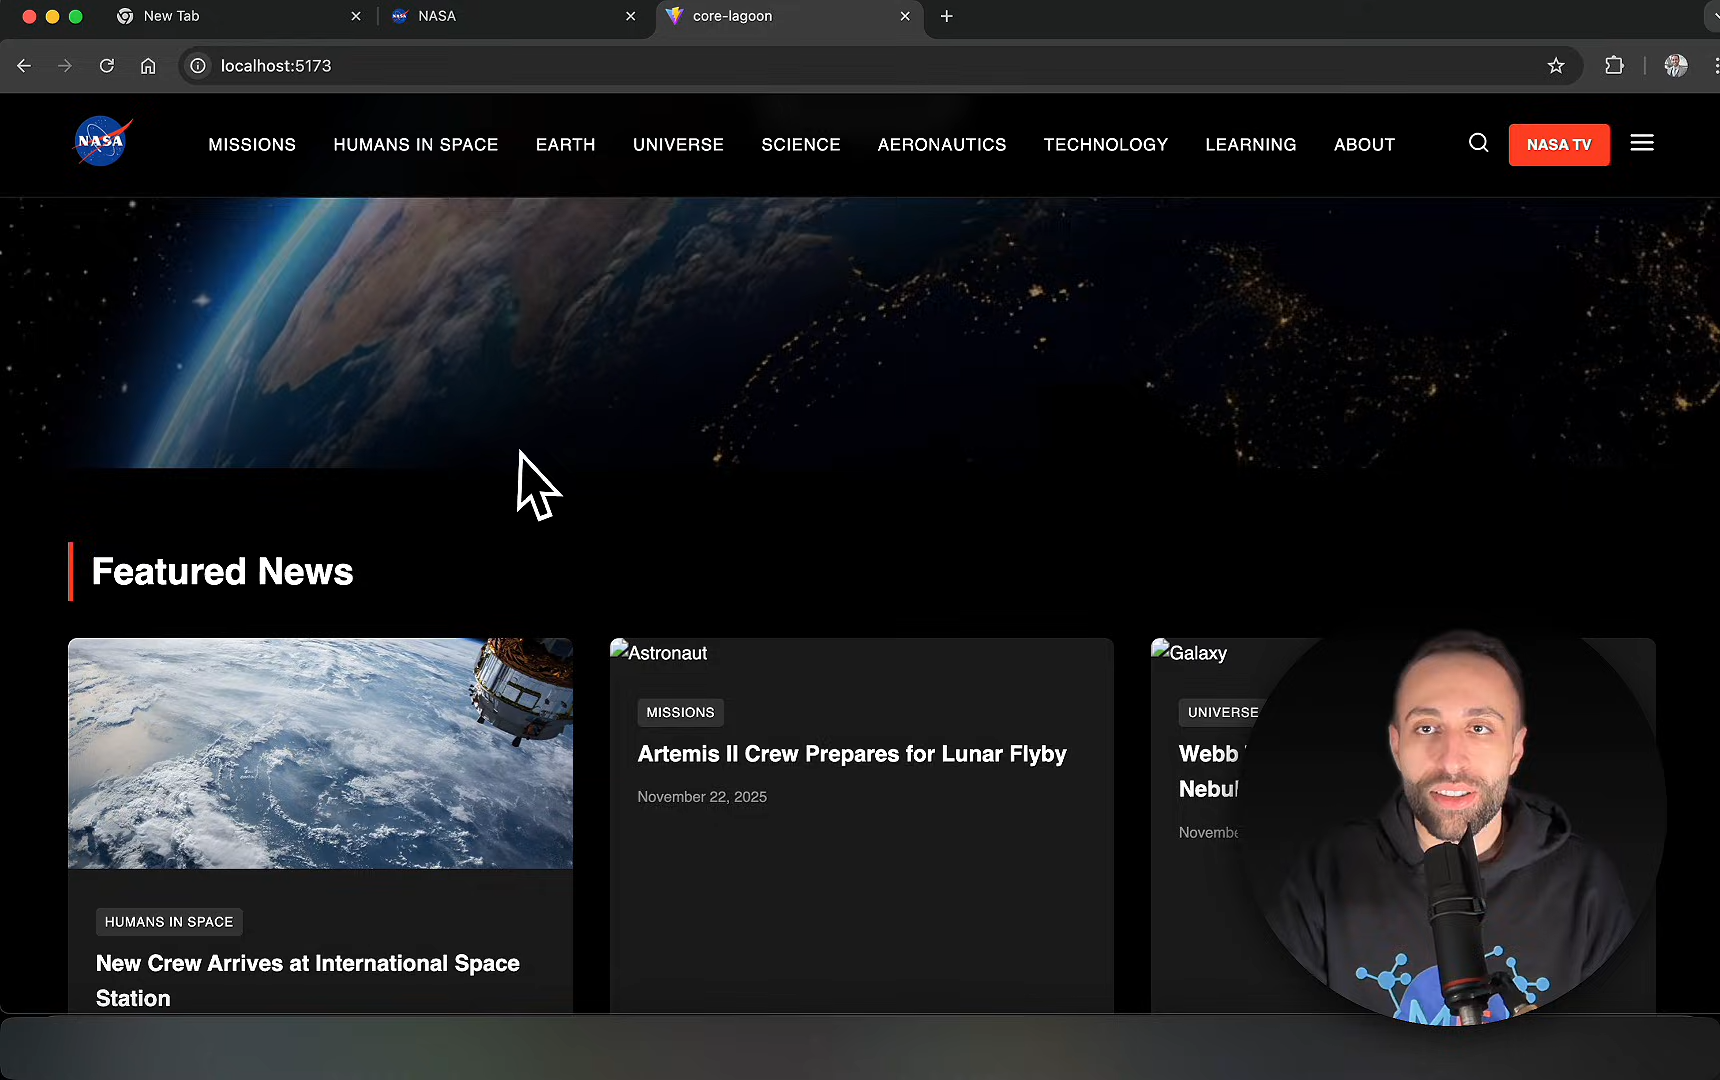 New Tab
NASA
core-lagoon
localhost:5173
NASA
MISSIONS
HUMANS IN SPACE
EARTH
UNIVERSE
SCIENCE
AERONAUTICS
TECHNOLOGY
LEARNING
ABOUT
NASA TV
Featured News
HUMANS IN SPACE
New Crew Arrives at International Space
Station
Astronaut
MISSIONS
Artemis II Crew Prepares for Lunar Flyby
November 22, 2025
Galaxy
UNIVERSE
Webb